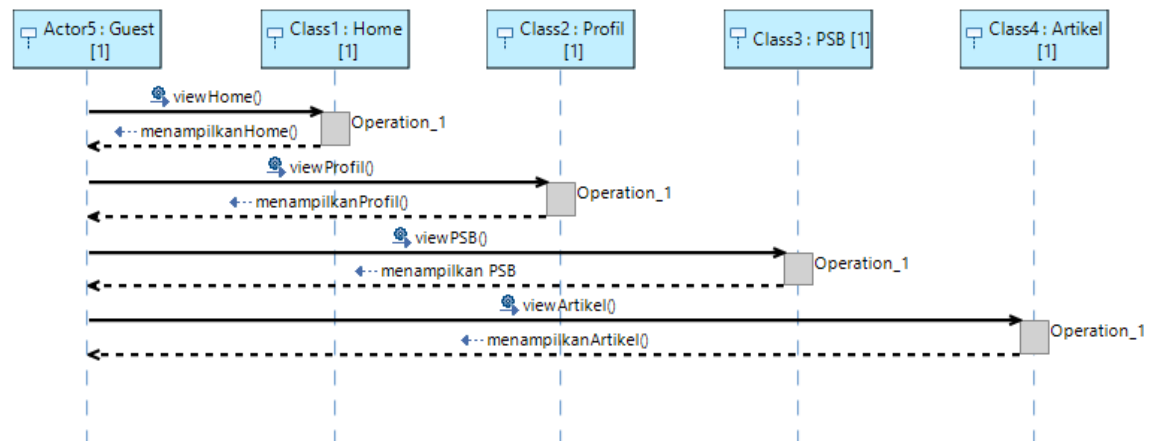 Actor5 : Guest
[1]
Class1 : Home
[1]
Class2 : Profil
[1]
Class3 : PSB [1]
Class4 : Artikel
[1]
viewHome()
Operation_1
menampilkanHome()
viewProfil()
Operation_1
menampilkanProfil()
viewPSB()
Operation_1
menampilkan PSB
viewArtikel()
Operation_1
menampilkanArtikel()